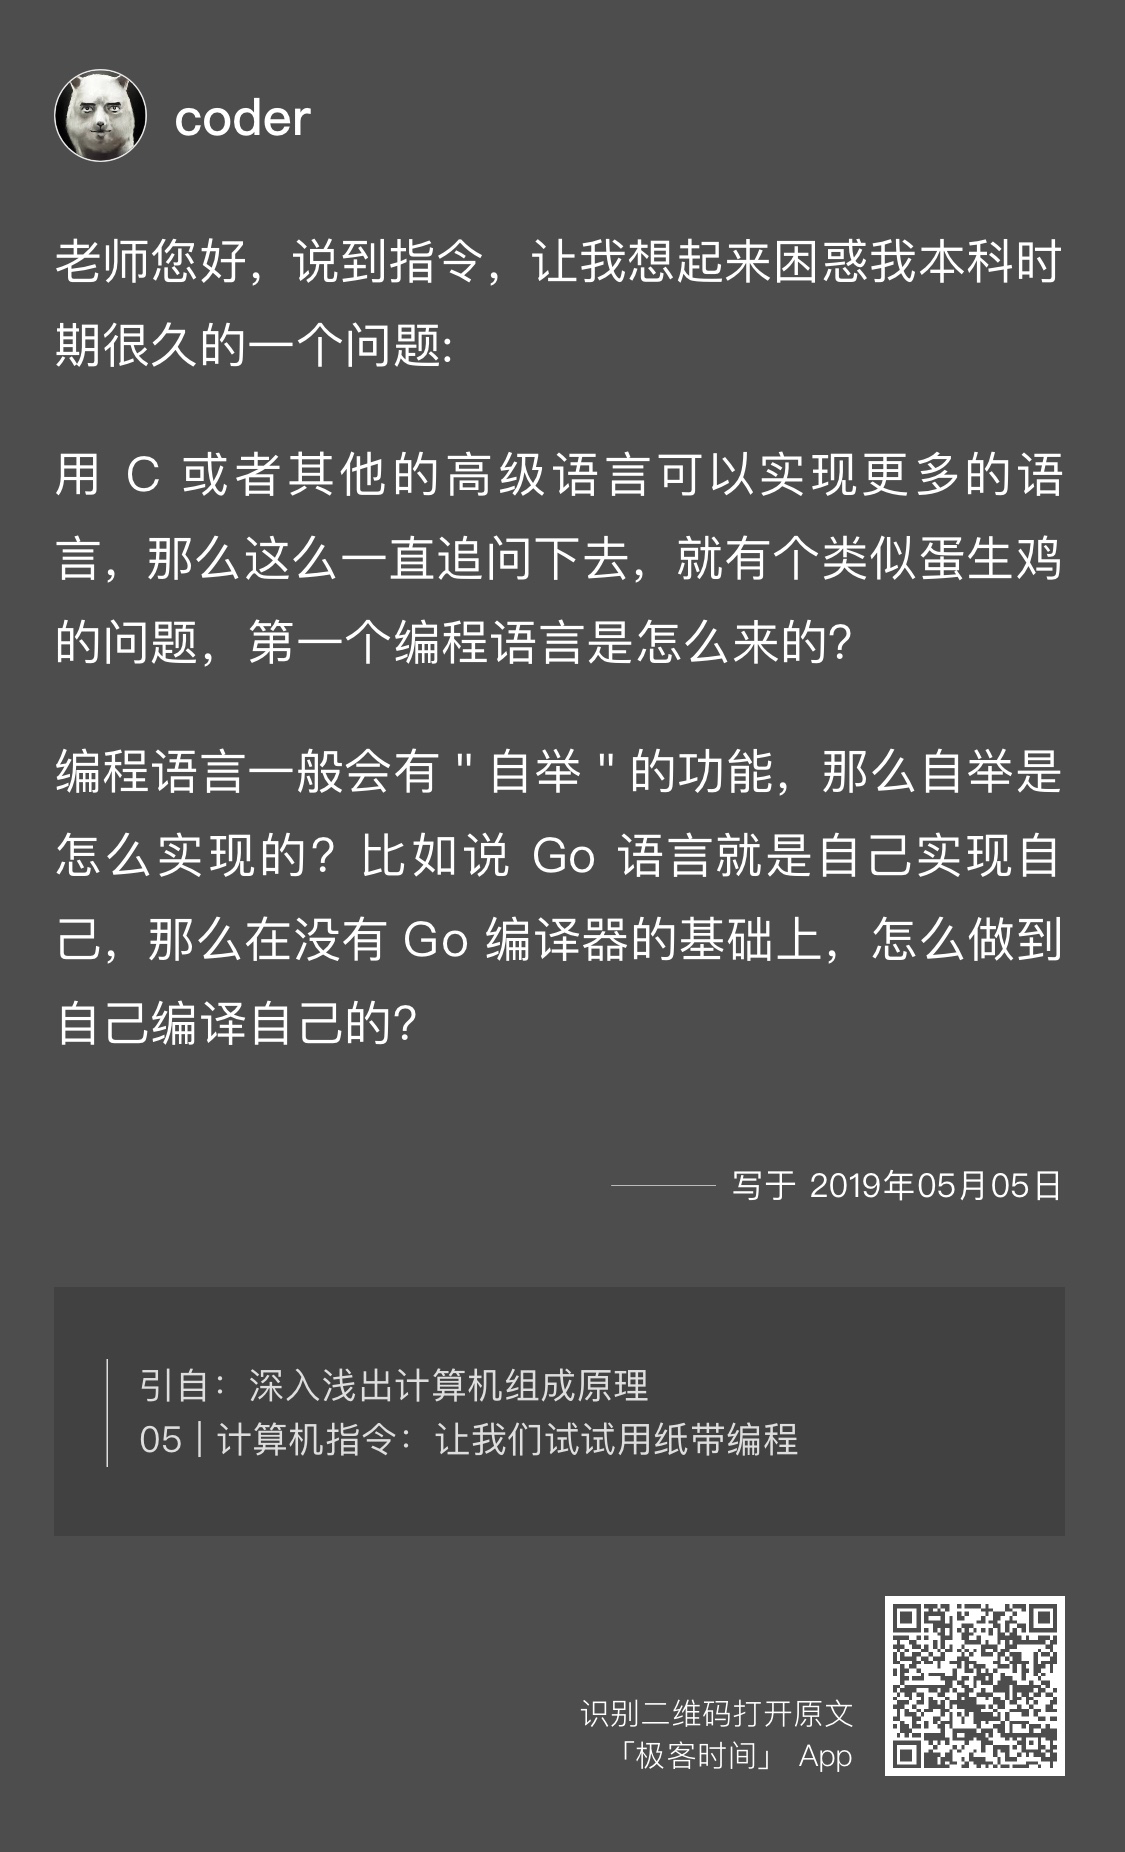 coder
老师您好，说到指令，让我想起来困惑我本科时
期很久的一个问题:
用 C 或者其他的高级语言可以实现更多的语
言，那么这么一直追问下去，就有个类似蛋生鸡
的问题，第一个编程语言是怎么来的？
编程语言一般会有 " 自举 " 的功能，那么自举是
怎么实现的？比如说 Go 语言就是自己实现自
己，那么在没有 Go 编译器的基础上，怎么做到
自己编译自己的？
写于 2019年05月05日
引自：深入浅出计算机组成原理
05 | 计算机指令：让我们试试用纸带编程
识别二维码打开原文
「极客时间」 App